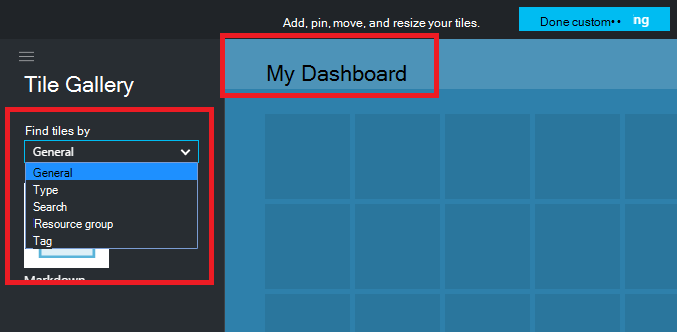 Add, pin, move, and resize your tiles.
Done custom•• ng
Tile Gallery
My Dashboard
Find tiles by
General
General
Type
Search
Resource group
Tag
Markdown